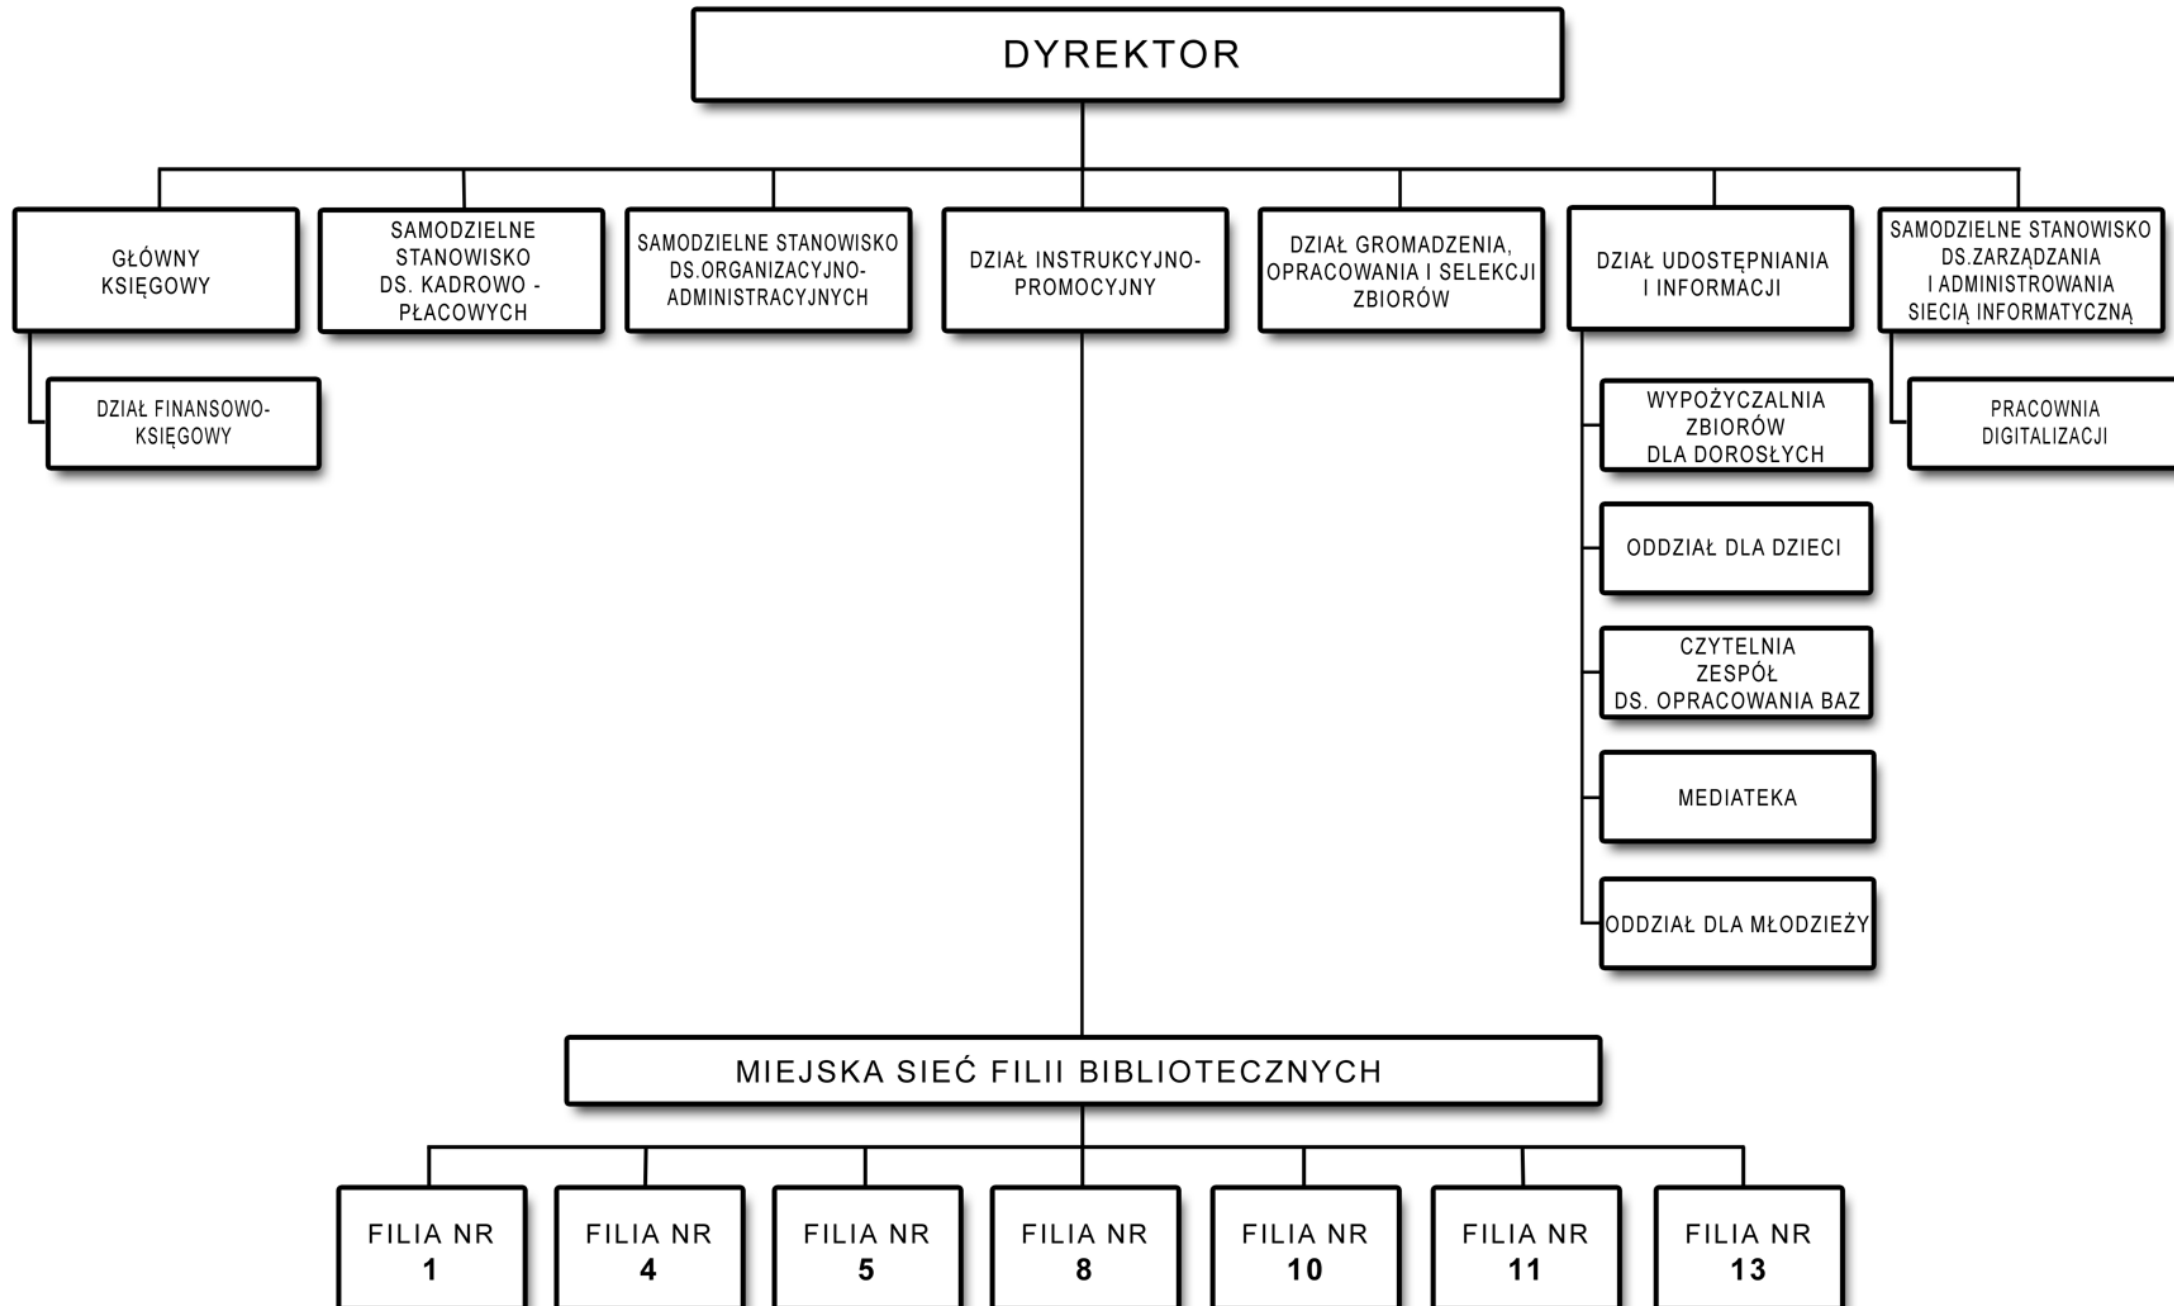 DYREKTOR
GŁÓWNY
KSIĘGOWY
SAMODZIELNE
STANOWISKO
DS. KADROWO -
PŁACOWYCH
SAMODZIELNE STANOWISKO
DS.ORGANIZACYJNO-
ADMINISTRACYJNYCH
DZIAŁ INSTRUKCYJNO-
PROMOCYJNY
DZIAŁ GROMADZENIA,
OPRACOWANIA I SELEKCJI
ZBIORÓW
DZIAŁ UDOSTĘPNIANIA
I INFORMACJI
SAMODZIELNE STANOWISKO
DS.ZARZĄDZANIA
I ADMINISTROWANIA
SIECIĄ INFORMATYCZNĄ
DZIAŁ FINANSOWO-
KSIĘGOWY
WYPOŻYCZALNIA
ZBIORÓW
DLA DOROSŁYCH
PRACOWNIA
DIGITALIZACJI
ODDZIAŁ DLA DZIECI
CZYTELNIA
ZESPÓŁ
DS. OPRACOWANIA BAZ
MEDIATEKA
ODDZIAŁ DLA MŁODZIEŻY
MIEJSKA SIEĆ FILII BIBLIOTECZNYCH
FILIA NR
1
FILIA NR
4
FILIA NR
5
FILIA NR
8
FILIA NR
10
FILIA NR
11
FILIA NR
13